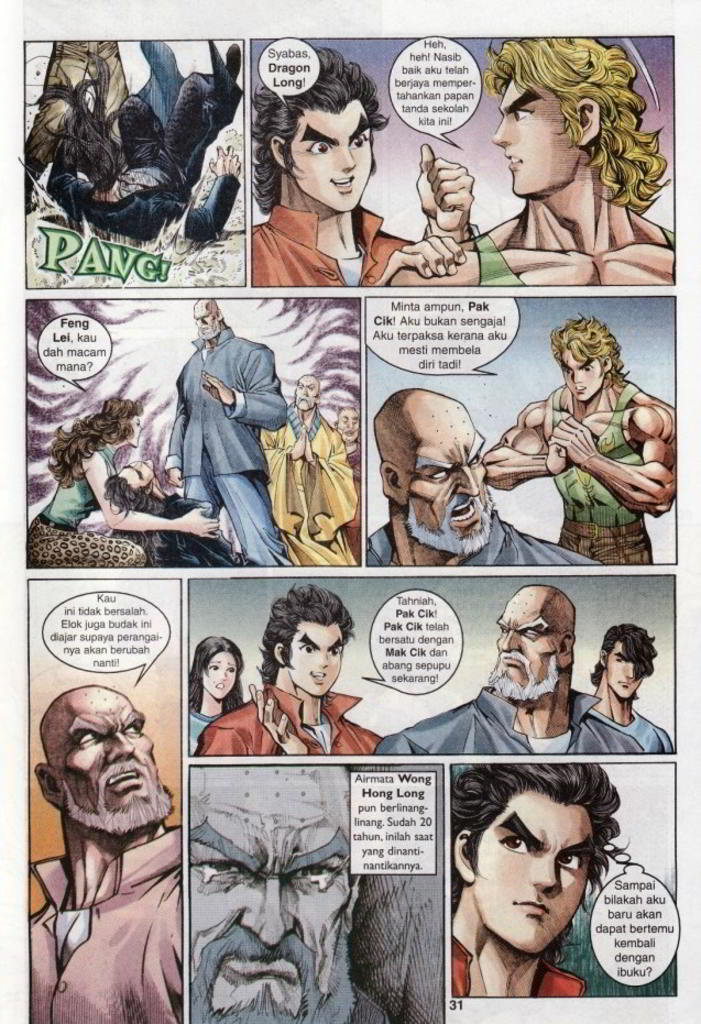 PANG!
Syabas,
Dragon
Long!
Heh,
heh! Nasib
baik aku telah
berjaya memper-
tahankan papan
tanda sekolah
kita ini!
Feng
Lei, kau
dah macam
mana?
Minta ampun, Pak
Cik! Aku bukan sengaja!
Aku terpaksa kerana aku
mesti membela
diri tadi!
Kau
ini tidak bersalah.
Elok juga budak ini
diajar supaya perangai-
nya akan berubah
nanti!
Tahniah,
Pak Cik!
Pak Cik telah
bersatu dengan
Mak Cik dan
abang sepupu
sekarang!
Airmata Wong
Hong Long
pun berlinang-
linang. Sudah 20
tahun, inilah saat
yang dinanti-
nantikannya.
Sampai
bilakah aku
baru akan
dapat bertemu
kembali
dengan
ibuku?
31